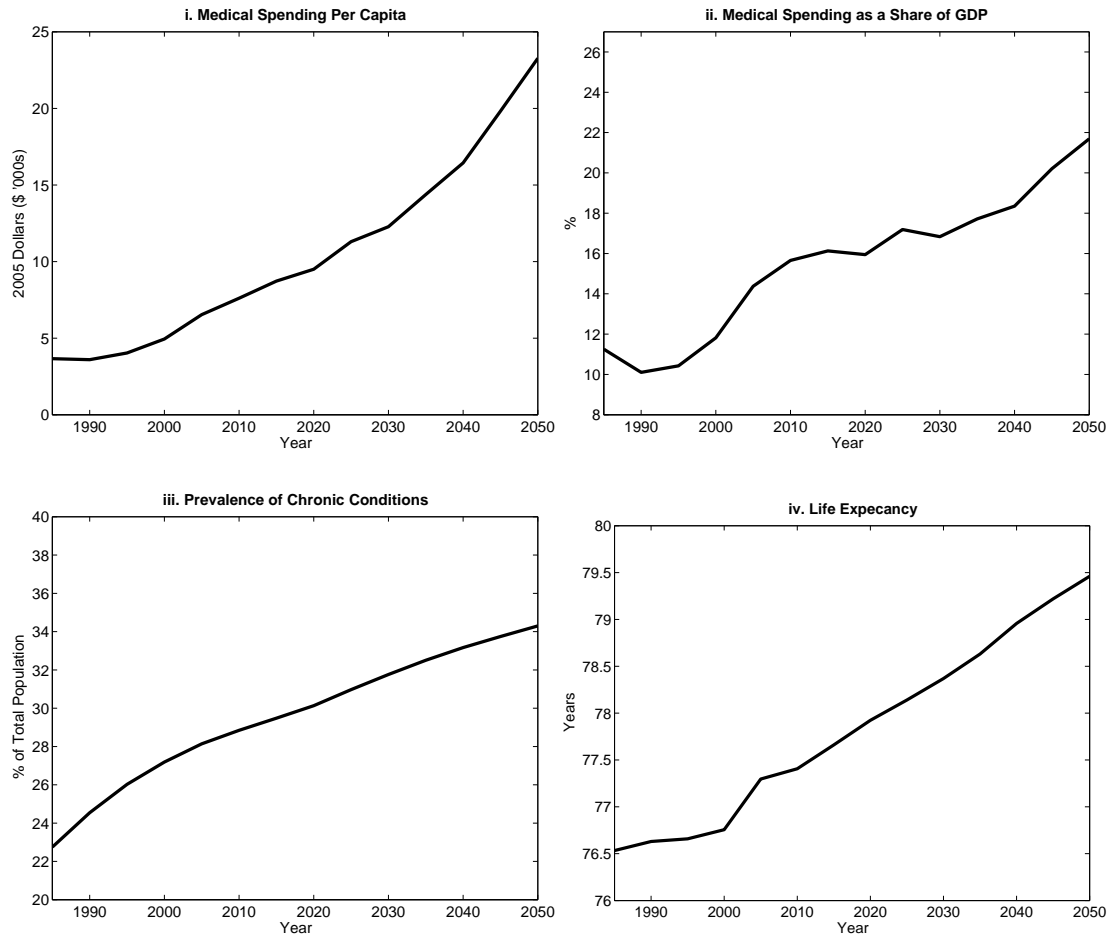 i. Medical Spending Per Capita
25
20
15
10
5
0
2005 Dollars ($ '000s)
1990 2000 2010 2020 2030 2040 2050
Year
ii. Medical Spending as a Share of GDP
26
24
22
20
18
16
14
12
10
8
%
1990 2000 2010 2020 2030 2040 2050
Year
iii. Prevalence of Chronic Conditions
40
38
36
34
32
30
28
26
24
22
20
% of Total Population
1990 2000 2010 2020 2030 2040 2050
Year
iv. Life Expecancy
80
79.5
79
78.5
78
77.5
77
76.5
76
Years
1990 2000 2010 2020 2030 2040 2050
Year